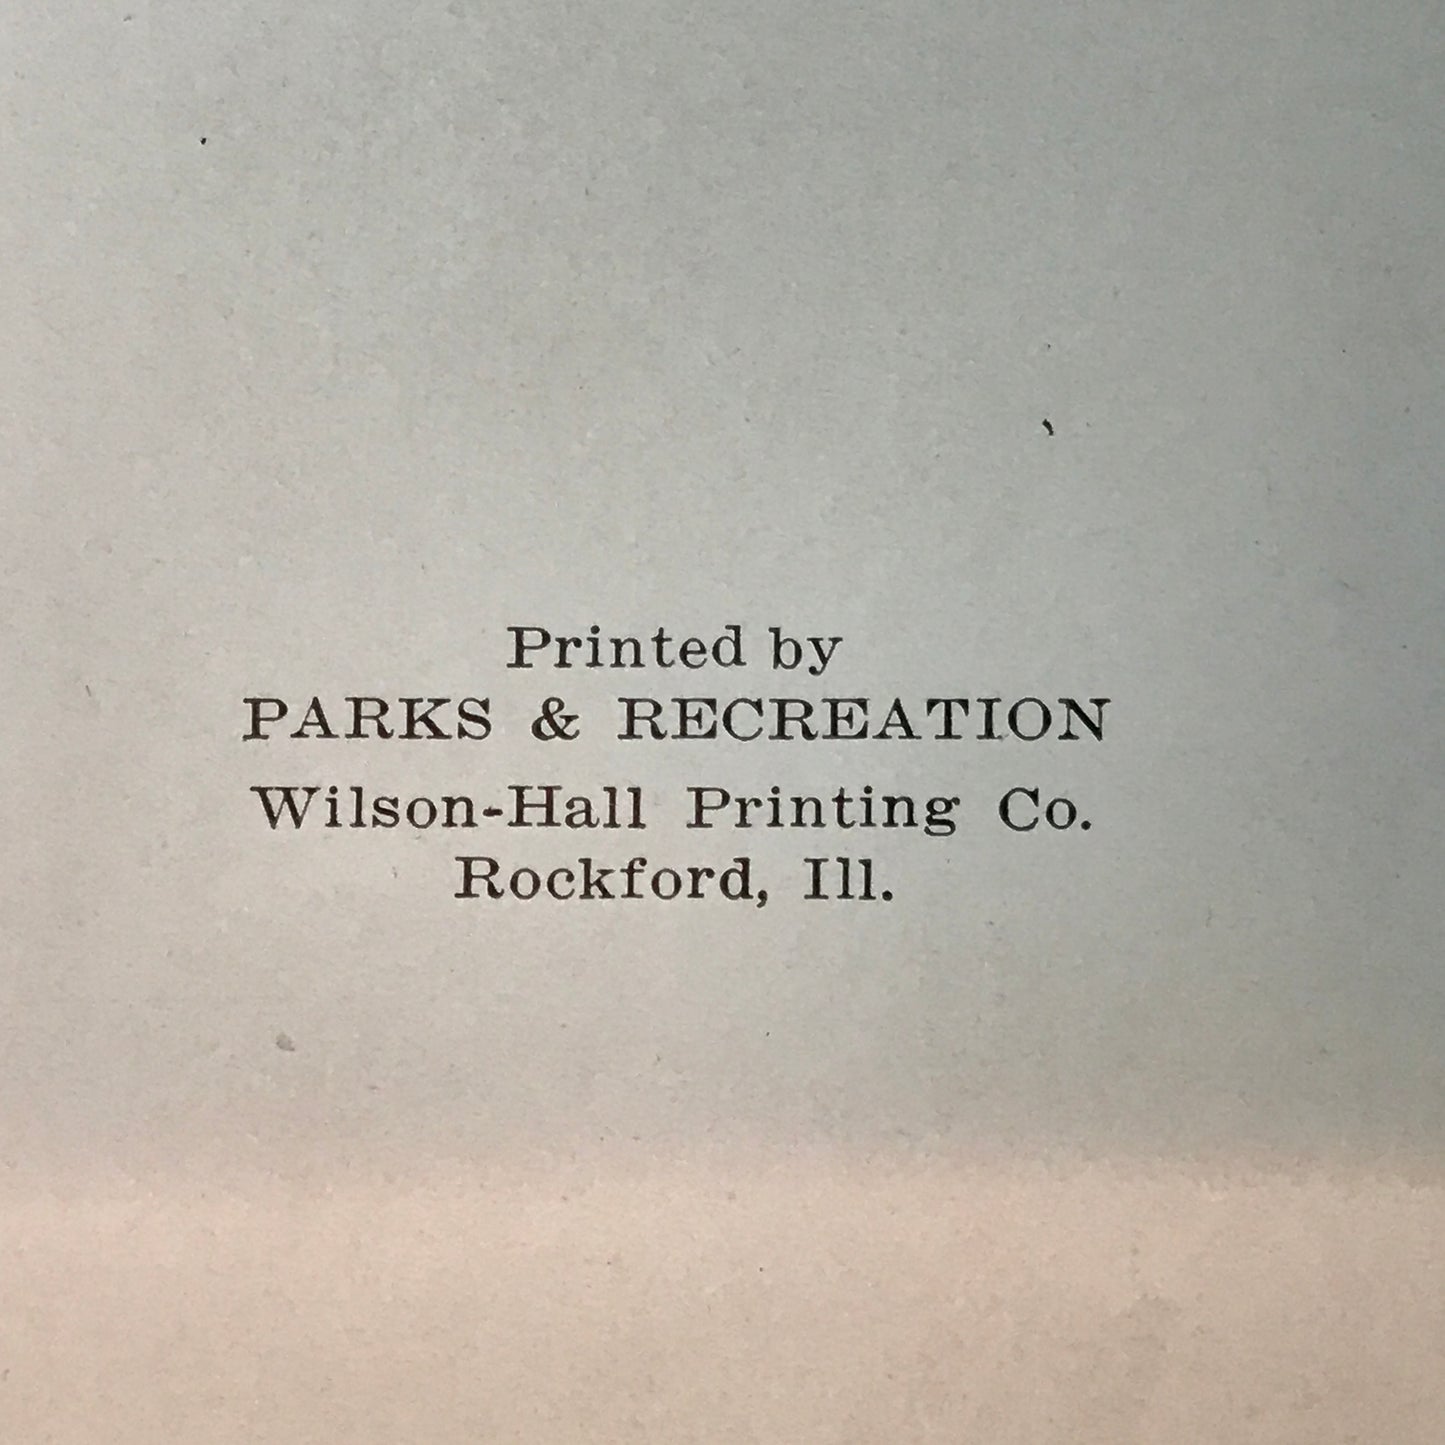 Printed by
PARKS & RECREATION
Wilson-Hall Printing Co.
Rockford, Ill.